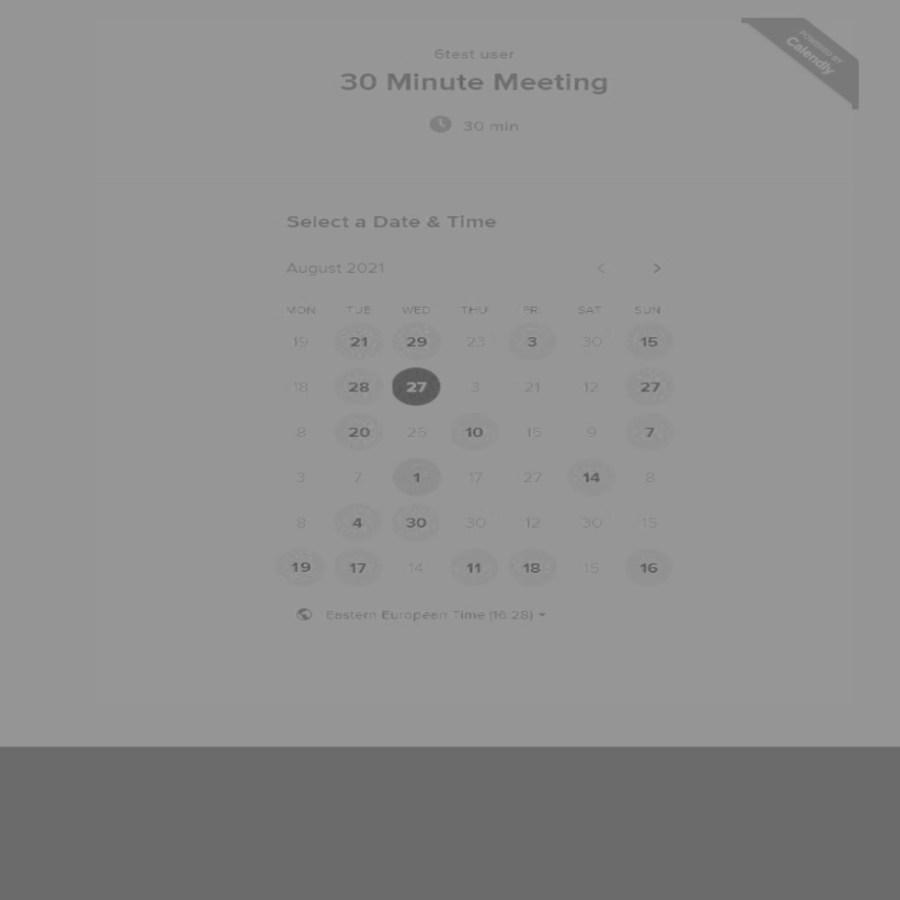 POWERED BY
Calendly
6test user
30 Minute Meeting
30 min
Select a Date & Time
August 2021 < >
MON TUE WED THU FRI SAT SUN
19 21 29 23 3 30 15
18 28 27 3 21 12 27
8 20 25 10 15 9 7
3 7 1 17 27 14 8
8 4 30 30 12 30 15
19 17 14 11 18 15 16
Eastern European Time (16:28)